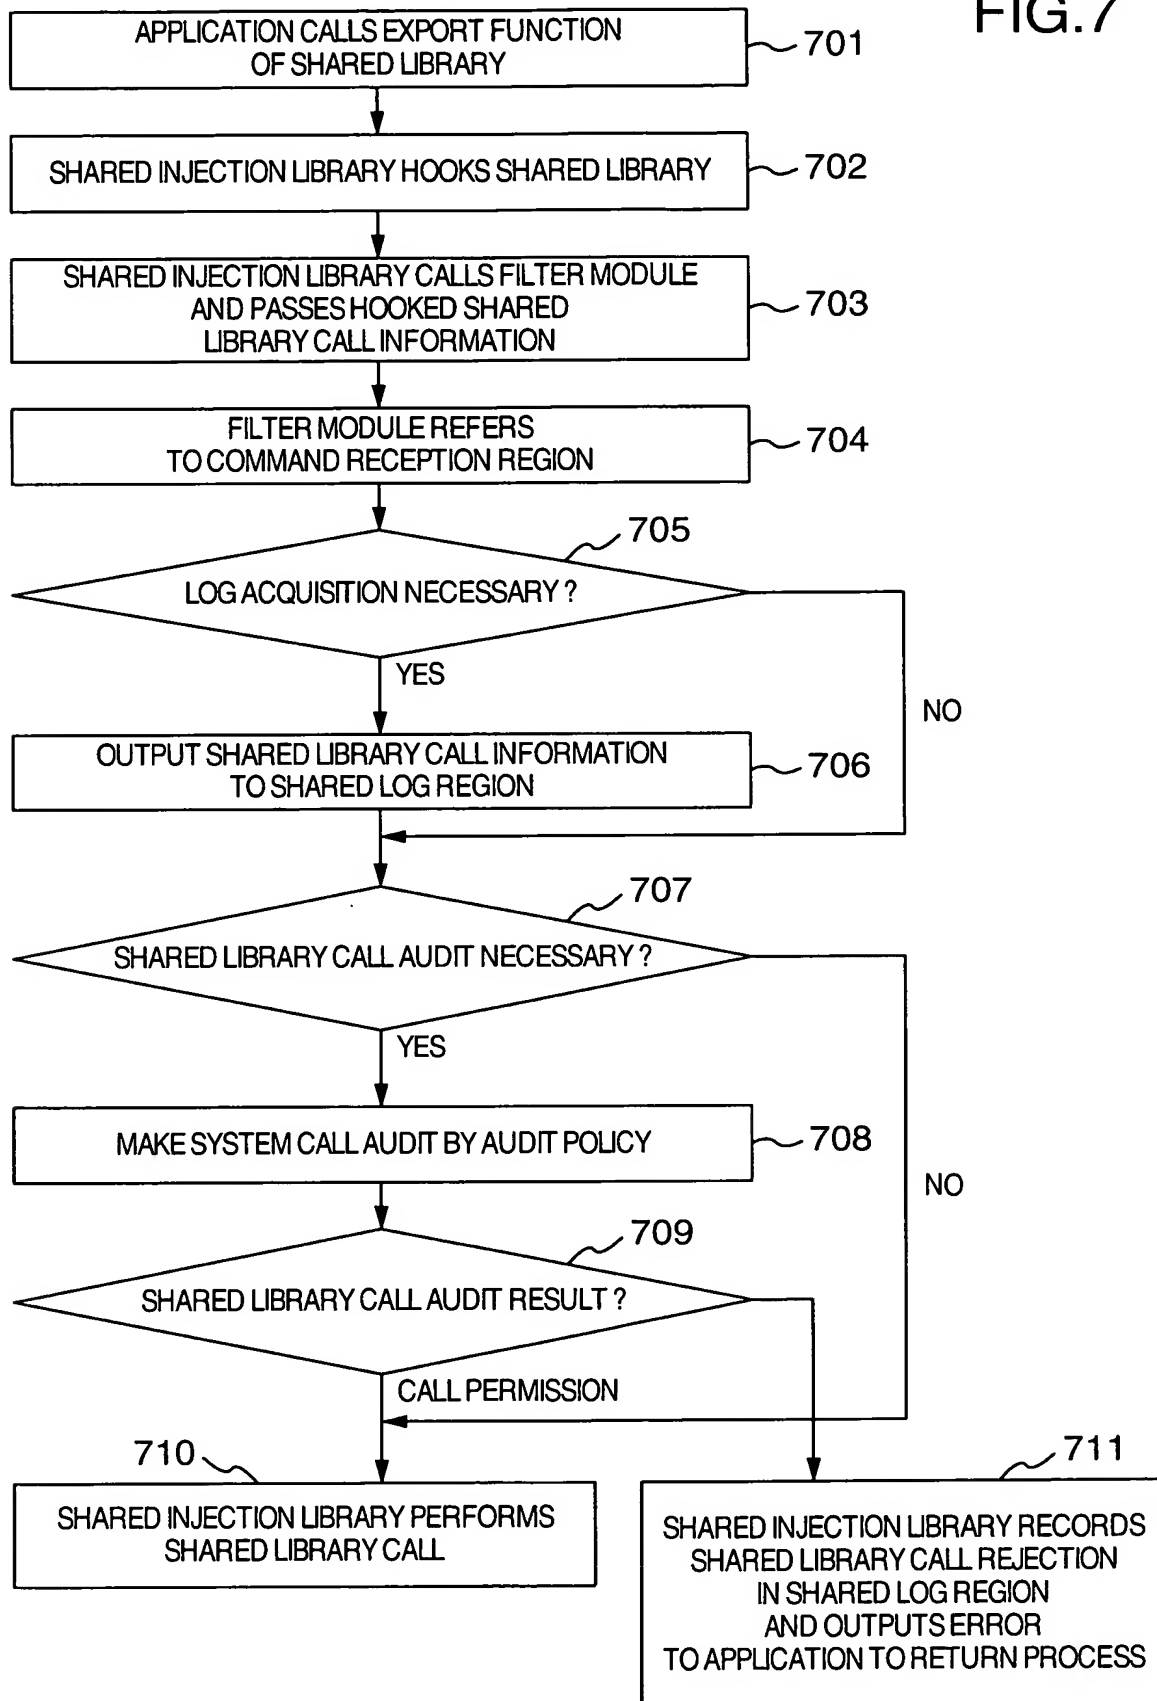 FIG.7
APPLICATION CALLS EXPORT FUNCTION
OF SHARED LIBRARY
701
SHARED INJECTION LIBRARY HOOKS SHARED LIBRARY
702
SHARED INJECTION LIBRARY CALLS FILTER MODULE
AND PASSES HOOKED SHARED
LIBRARY CALL INFORMATION
703
FILTER MODULE REFERS
TO COMMAND RECEPTION REGION
704
705
LOG ACQUISITION NECESSARY ?
YES
NO
OUTPUT SHARED LIBRARY CALL INFORMATION
TO SHARED LOG REGION
706
707
SHARED LIBRARY CALL AUDIT NECESSARY ?
YES
MAKE SYSTEM CALL AUDIT BY AUDIT POLICY
708
NO
709
SHARED LIBRARY CALL AUDIT RESULT ?
CALL PERMISSION
710
711
SHARED INJECTION LIBRARY PERFORMS
SHARED LIBRARY CALL
SHARED INJECTION LIBRARY RECORDS
SHARED LIBRARY CALL REJECTION
IN SHARED LOG REGION
AND OUTPUTS ERROR
TO APPLICATION TO RETURN PROCESS